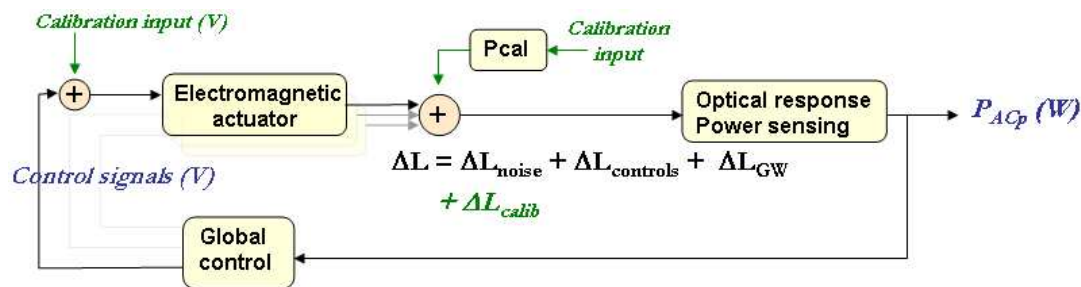 Calibration input (V)
Pcal
Calibration
input
+
Electromagnetic
actuator
+
Optical response
Power sensing
P_ACp (W)
ΔL = ΔL_noise + ΔL_controls + ΔL_GW
+ ΔL_calib
Control signals (V)
Global
control